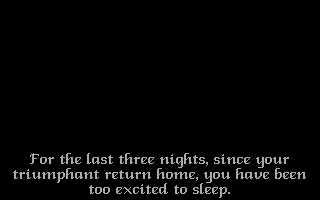 For the last three nights, since your
triumphant return home, you have been
too excited to sleep.